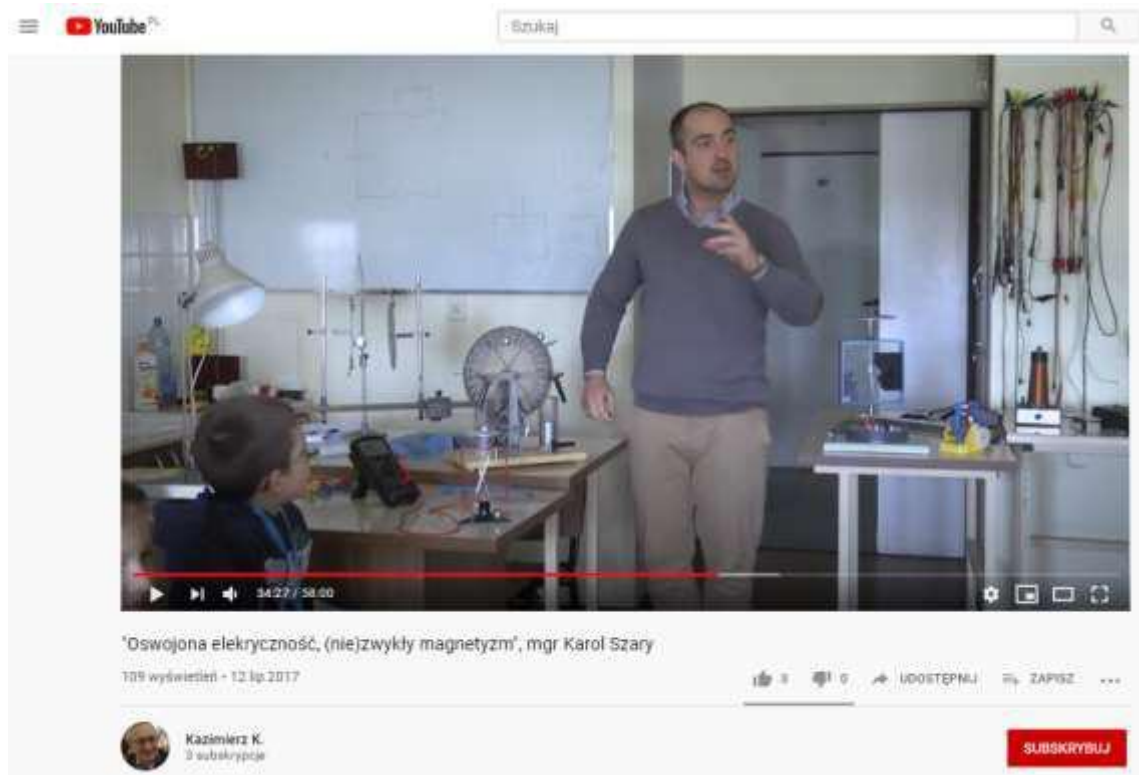 YouTube PL
Szukaj
34:27 / 58:00
"Oswojona elekryczność, (nie)zwykły magnetyzm", mgr Karol Szary
109 wyświetleń • 12 lip 2017
0 UDOSTĘPNIJ ZAPISZ
Kazimierz K.
3 subskrypcje
SUBSKRYBUJ